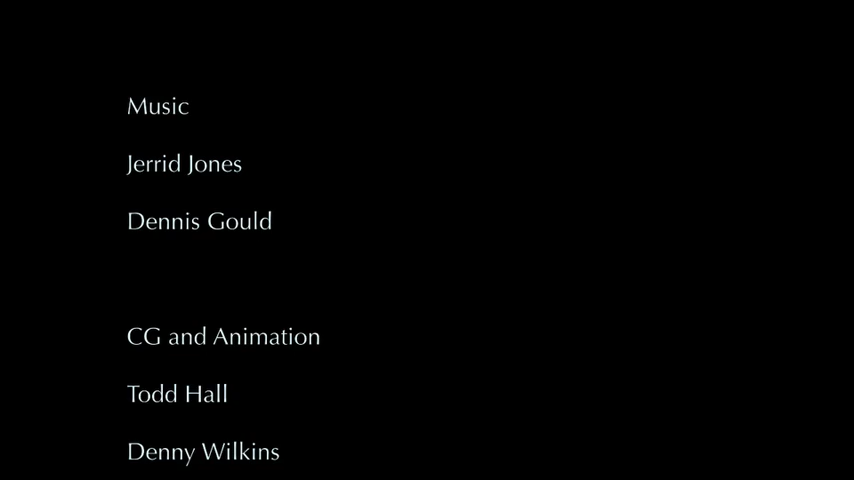 Music
Jerrid Jones
Dennis Gould
CG and Animation
Todd Hall
Denny Wilkins